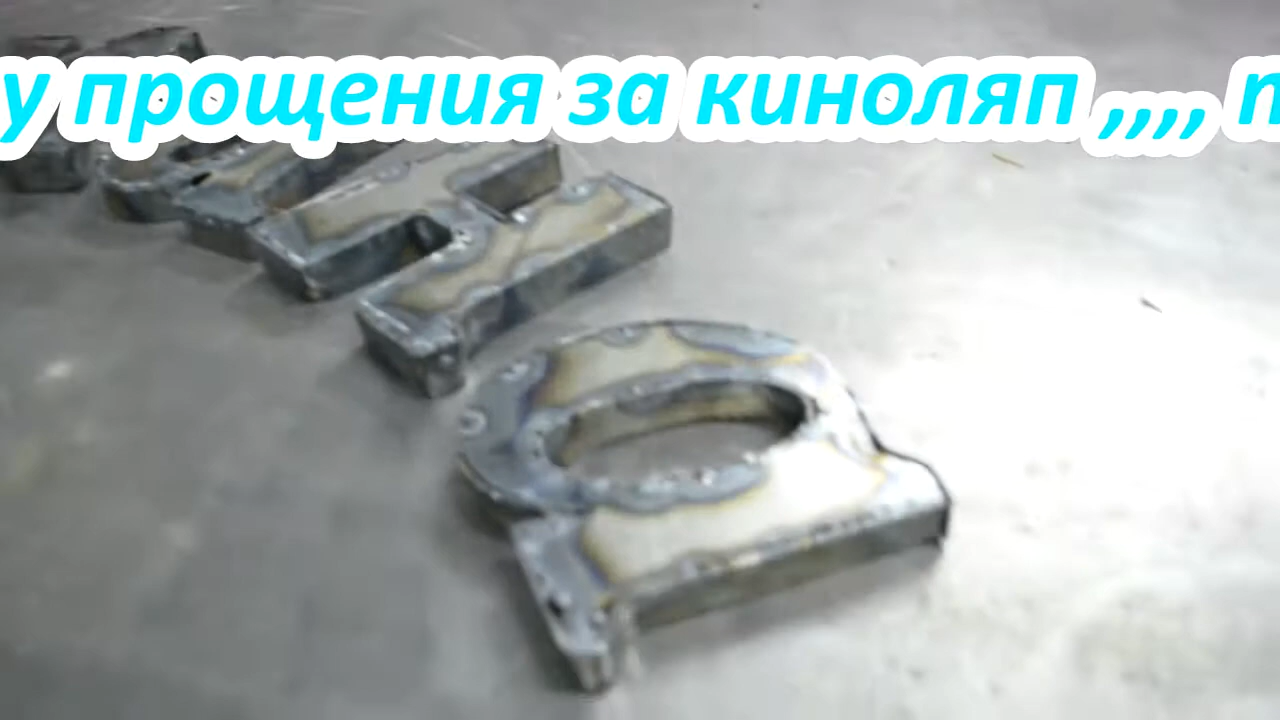 у прощения за киноляп ,,,, п